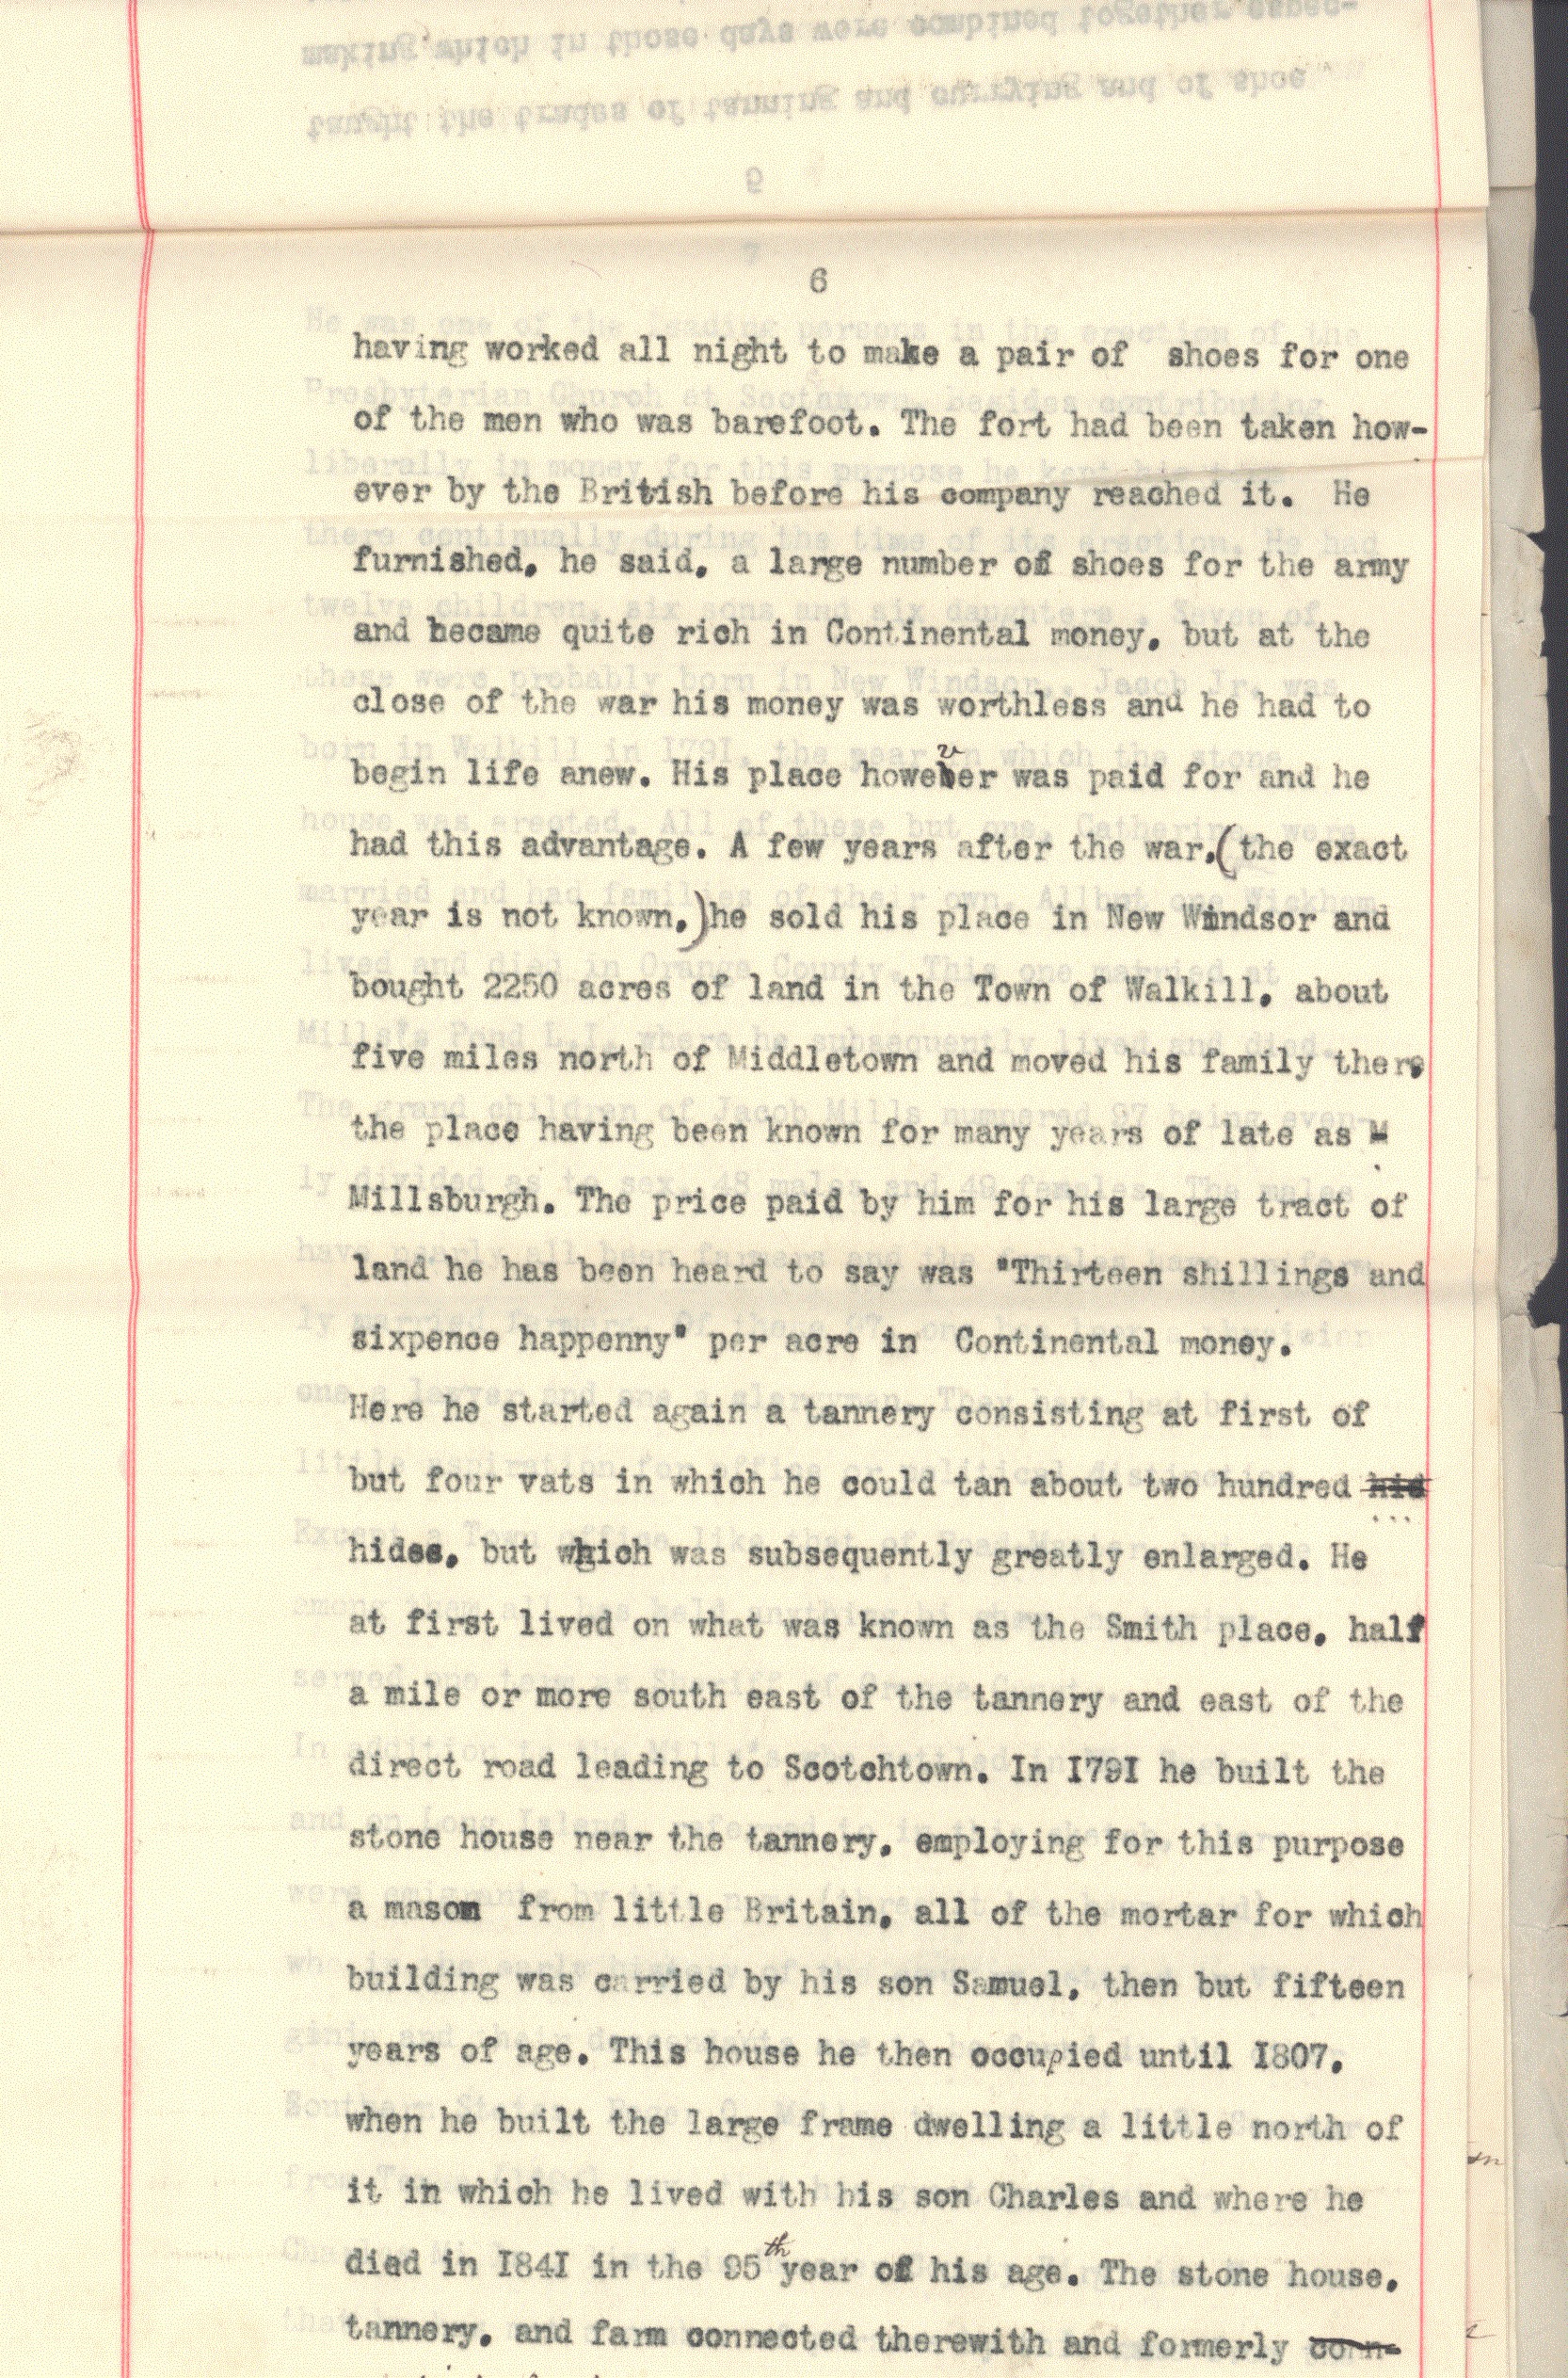 6
having worked all night to make a pair of shoes for one
of the men who was barefoot. The fort had been taken how-
ever by the British before his company reached it. He
furnished, he said, a large number of shoes for the army
and became quite rich in Continental money, but at the
close of the war his money was worthless and he had to
begin life anew. His place however was paid for and he
had this advantage. A few years after the war,(the exact
year is not known,)he sold his place in New Windsor and
bought 2250 acres of land in the Town of Walkill, about
five miles north of Middletown and moved his family there
the place having been known for many years of late as M
Millsburgh. The price paid by him for his large tract of
land he has been heard to say was "Thirteen shillings and
sixpence happenny" per acre in Continental money.
Here he started again a tannery consisting at first of
but four vats in which he could tan about two hundred hid
hides, but which was subsequently greatly enlarged. He
at first lived on what was known as the Smith place, half
a mile or more south east of the tannery and east of the
direct road leading to Scotchtown. In I79I he built the
stone house near the tannery, employing for this purpose
a mason from little Britain, all of the mortar for which
building was carried by his son Samuel, then but fifteen
years of age. This house he then occupied until I807,
when he built the large frame dwelling a little north of
it in which he lived with his son Charles and where he
died in I84I in the 95th year of his age. The stone house,
tannery, and farm connected therewith and formerly conn-